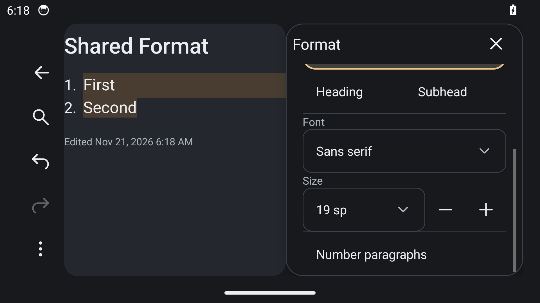 6:18
Shared Format
1. First
2. Second
Edited Nov 21, 2026 6:18 AM
Format
Heading
Subhead
Font
Sans serif
Size
19 sp
Number paragraphs